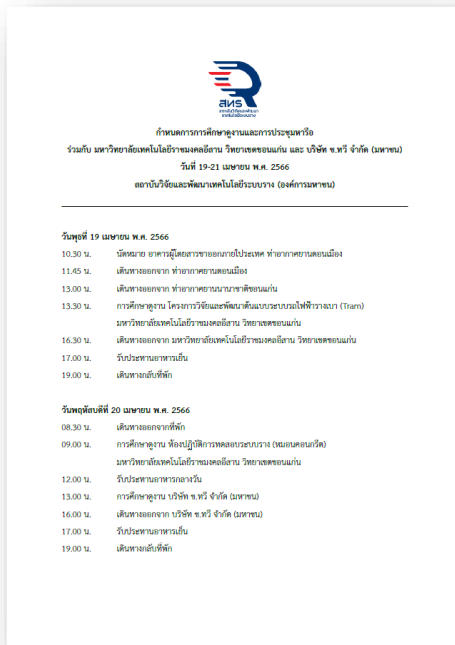 สทร
สถาบันวิจัยและพัฒนา
เทคโนโลยีระบบราง
กำหนดการการศึกษาดูงานและการประชุมหารือ
ร่วมกับ มหาวิทยาลัยเทคโนโลยีราชมงคลอีสาน วิทยาเขตขอนแก่น และ บริษัท ช.ทวี จำกัด (มหาชน)
วันที่ 19-21 เมษายน พ.ศ. 2566
สถาบันวิจัยและพัฒนาเทคโนโลยีระบบราง (องค์การมหาชน)
วันพุธที่ 19 เมษายน พ.ศ. 2566
10.30 น. นัดหมาย อาคารผู้โดยสารขาออกภายในประเทศ ท่าอากาศยานดอนเมือง
11.45 น. เดินทางออกจาก ท่าอากาศยานดอนเมือง
13.00 น. เดินทางออกจาก ท่าอากาศยานนานาชาติขอนแก่น
13.30 น. การศึกษาดูงาน โครงการวิจัยและพัฒนาต้นแบบระบบรถไฟฟ้ารางเบา (Tram)
มหาวิทยาลัยเทคโนโลยีราชมงคลอีสาน วิทยาเขตขอนแก่น
16.30 น. เดินทางออกจาก มหาวิทยาลัยเทคโนโลยีราชมงคลอีสาน วิทยาเขตขอนแก่น
17.00 น. รับประทานอาหารเย็น
19.00 น. เดินทางกลับที่พัก
วันพฤหัสบดีที่ 20 เมษายน พ.ศ. 2566
08.30 น. เดินทางออกจากที่พัก
09.00 น. การศึกษาดูงาน ห้องปฏิบัติการทดสอบระบบราง (หมอนคอนกรีต)
มหาวิทยาลัยเทคโนโลยีราชมงคลอีสาน วิทยาเขตขอนแก่น
12.00 น. รับประทานอาหารกลางวัน
13.00 น. การศึกษาดูงาน บริษัท ช.ทวี จำกัด (มหาชน)
16.00 น. เดินทางออกจาก บริษัท ช.ทวี จำกัด (มหาชน)
17.00 น. รับประทานอาหารเย็น
19.00 น. เดินทางกลับที่พัก